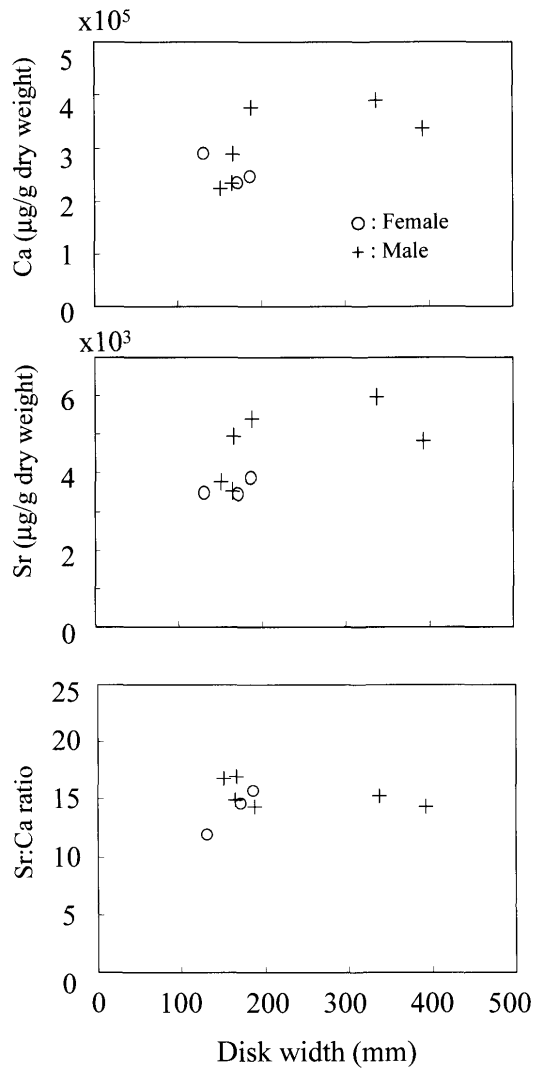 x10⁵
5
4
3
2
1
0
Ca (µg/g dry weight)
○ : Female
+ : Male
x10³
6
4
2
0
Sr (µg/g dry weight)
25
20
15
10
5
0
Sr:Ca ratio
0 100 200 300 400 500
Disk width (mm)